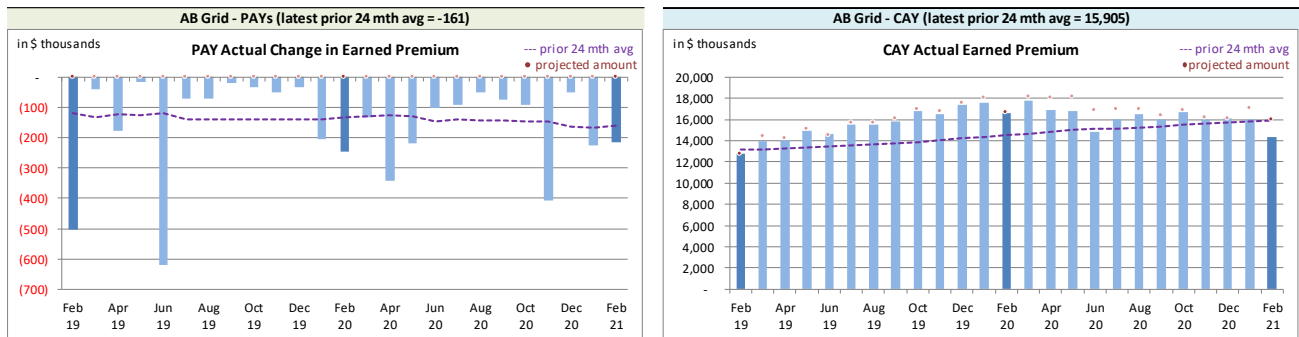 AB Grid - PAYs (latest prior 24 mth avg = -161)
in $ thousands
PAY Actual Change in Earned Premium
--- prior 24 mth avg
• projected amount
-
(100)
(200)
(300)
(400)
(500)
(600)
(700)
Feb 19
Apr 19
Jun 19
Aug 19
Oct 19
Dec 19
Feb 20
Apr 20
Jun 20
Aug 20
Oct 20
Dec 20
Feb 21
AB Grid - CAY (latest prior 24 mth avg = 15,905)
in $ thousands
CAY Actual Earned Premium
--- prior 24 mth avg
• projected amount
20,000
18,000
16,000
14,000
12,000
10,000
8,000
6,000
4,000
2,000
-
Feb 19
Apr 19
Jun 19
Aug 19
Oct 19
Dec 19
Feb 20
Apr 20
Jun 20
Aug 20
Oct 20
Dec 20
Feb 21